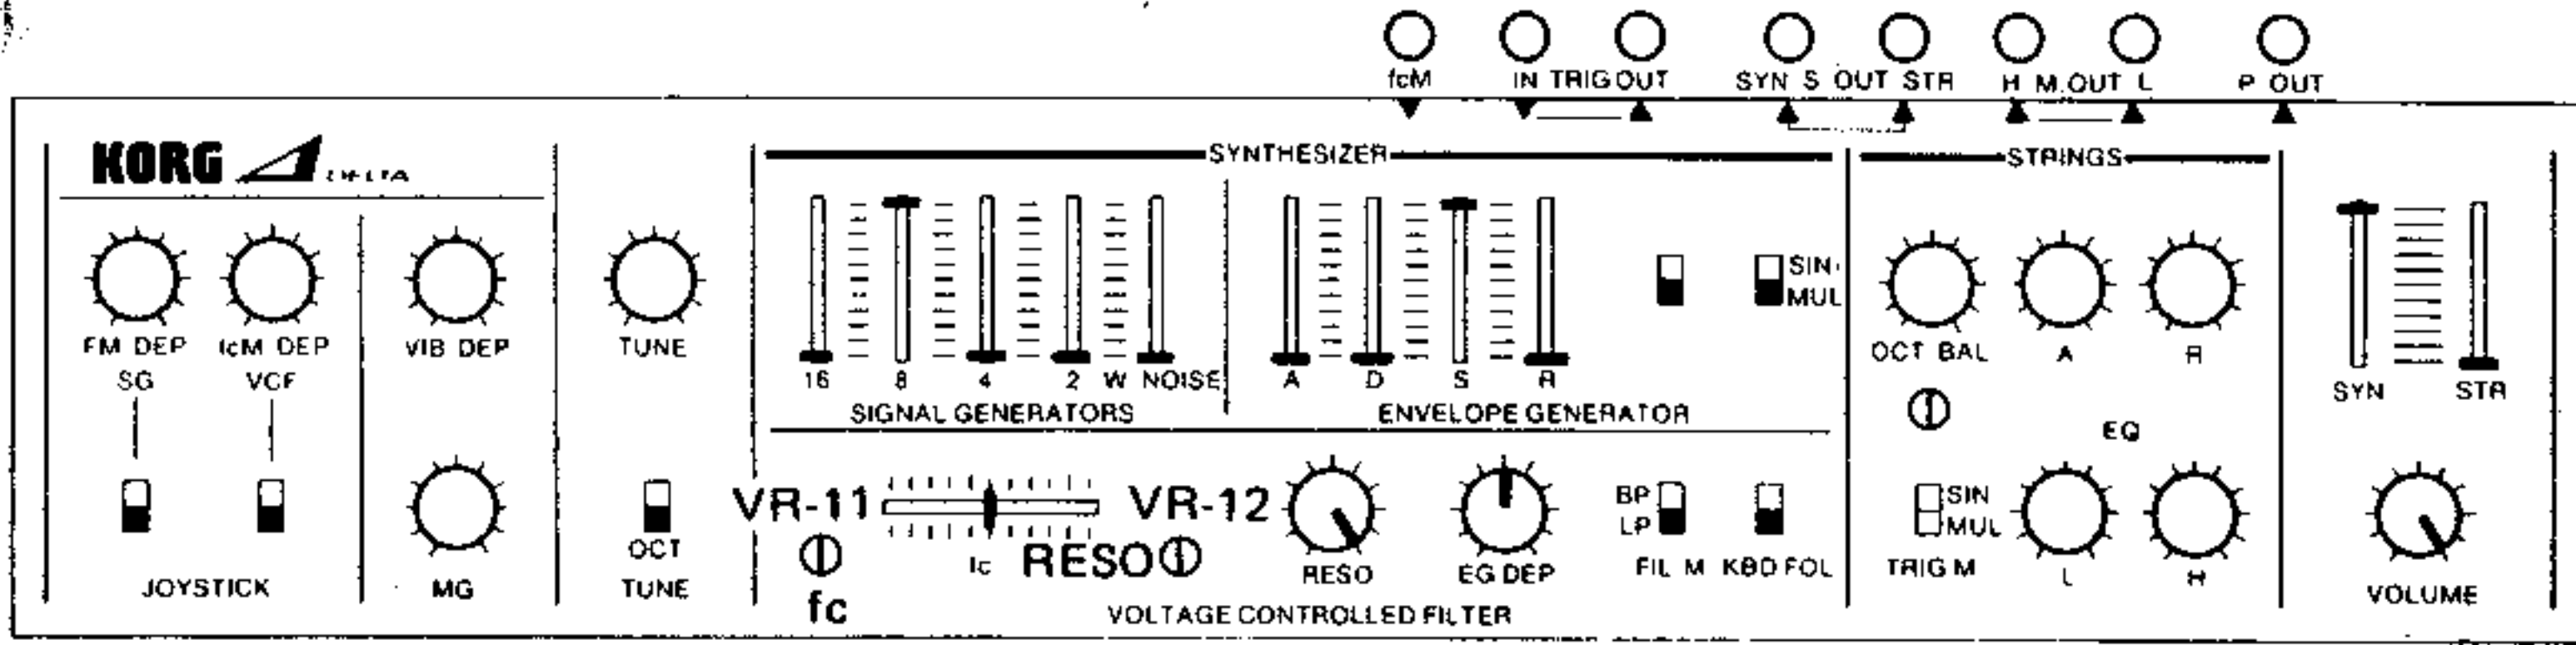 fcM IN TRIG OUT SYN S OUT STR H M.OUT L P OUT
KORG DELTA
SYNTHESIZER STRINGS
FM DEP IcM DEP VIB DEP TUNE
SIN
MUL
OCT BAL A R
SG VCF
16 8 4 2 W NOISE A D S R
SYN STR
SIGNAL GENERATORS ENVELOPE GENERATOR
EQ
VR-11 VR-12
BP
LP
SIN
MUL
OCT
Ic RESO RESO EG DEP FIL M KBD FOL TRIG M L H
JOYSTICK MG TUNE
fc
VOLTAGE CONTROLLED FILTER
VOLUME